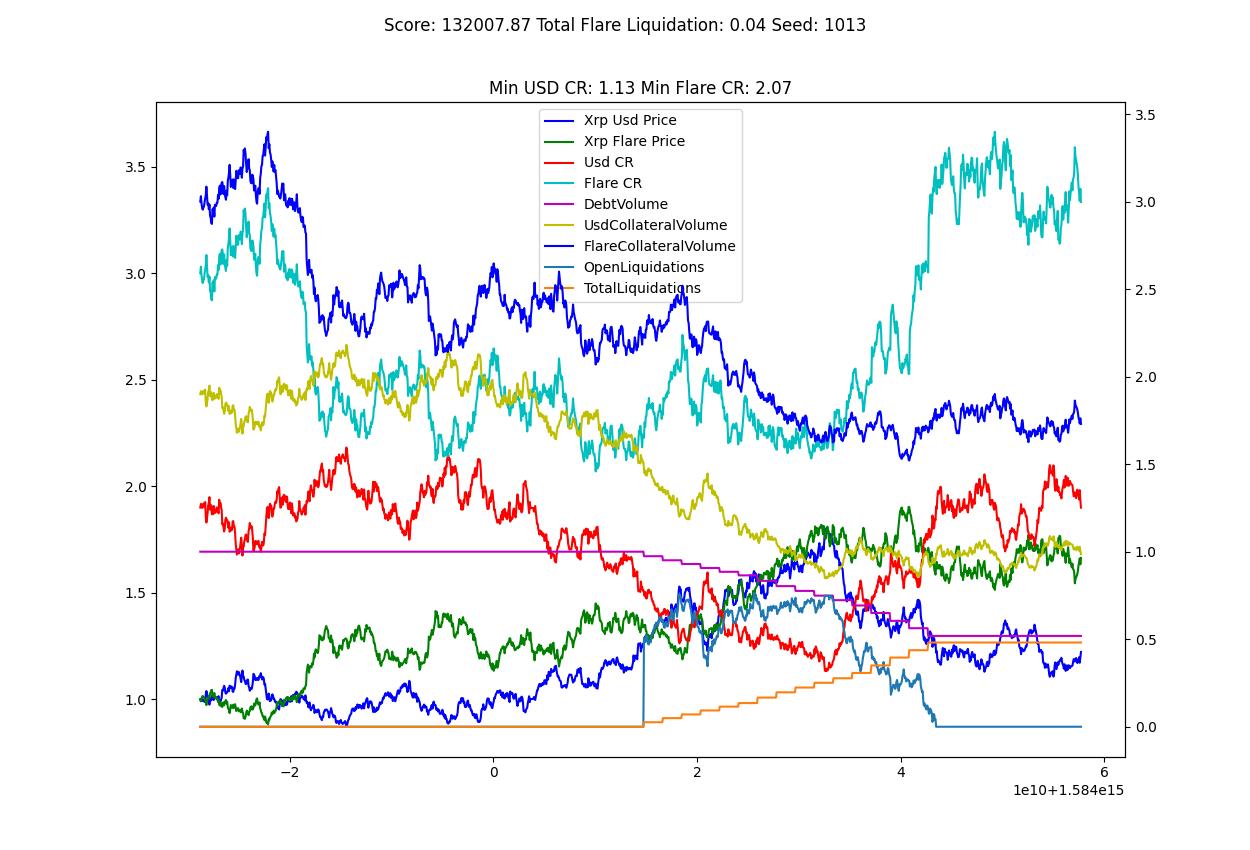 Score: 132007.87 Total Flare Liquidation: 0.04 Seed: 1013
Min USD CR: 1.13 Min Flare CR: 2.07
Xrp Usd Price
Xrp Flare Price
Usd CR
Flare CR
DebtVolume
UsdCollateralVolume
FlareCollateralVolume
OpenLiquidations
TotalLiquidations
3.5
3.0
2.5
2.0
1.5
1.0
3.5
3.0
2.5
2.0
1.5
1.0
0.5
0.0
−2 0 2 4 6
1e10+1.584e15